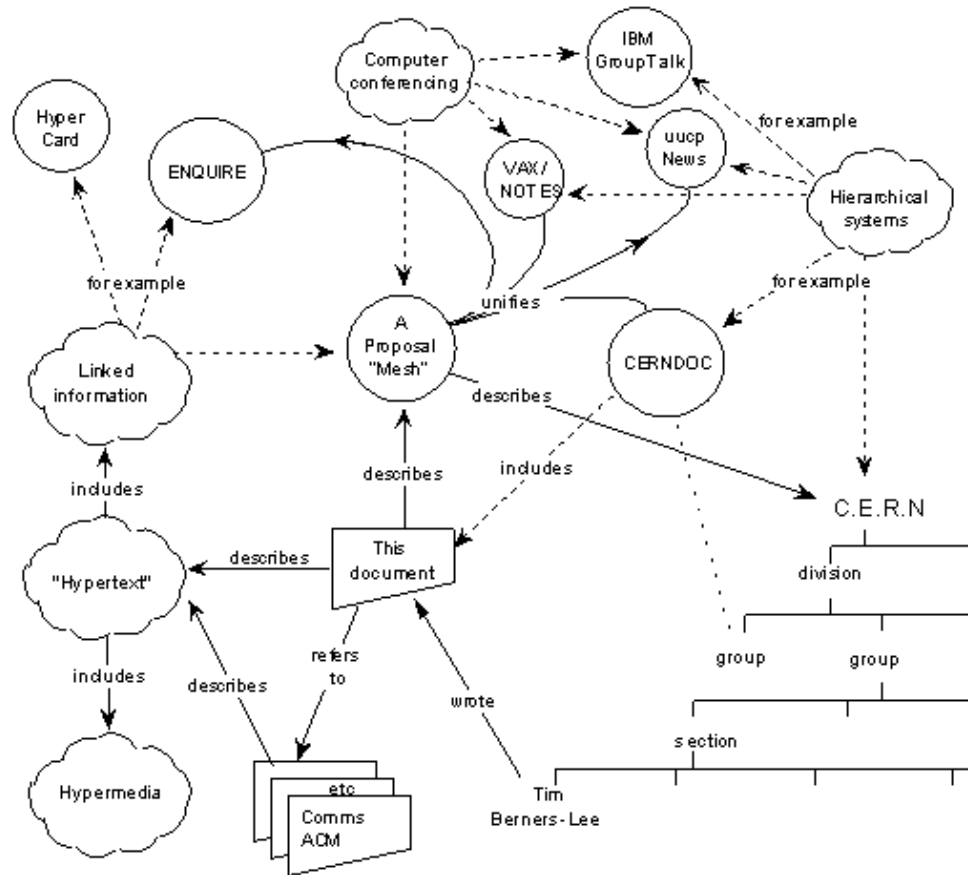 IBM
GroupTalk
Computer
conferencing
Hyper
Card
for example
uucp
News
ENQUIRE
VAX/
NOTES
Hierarchical
systems
for example
unifies
for example
A
Proposal
"Mesh"
CERNDOC
Linked
information
describes
includes
describes
includes
C.E.R.N
This
document
describes
"Hypertext"
division
refers
to
group
group
includes
describes
wrote
section
etc
Hypermedia
Comms
ACM
Tim
Berners-Lee